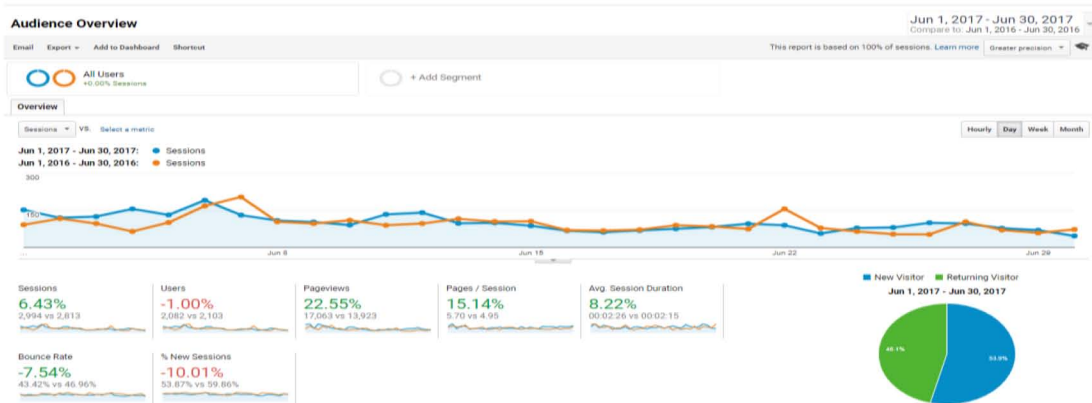 Audience Overview
Jun 1, 2017 - Jun 30, 2017
Compare to: Jun 1, 2016 - Jun 30, 2016
Email Export Add to Dashboard Shortcut
This report is based on 100% of sessions. Learn more Greater precision
All Users
+0.00% Sessions
+ Add Segment
Overview
Sessions VS. Select a metric
Hourly Day Week Month
Jun 1, 2017 - Jun 30, 2017: Sessions
Jun 1, 2016 - Jun 30, 2016: Sessions
300
150
... Jun 8 Jun 15 Jun 22 Jun 29
New Visitor Returning Visitor
Jun 1, 2017 - Jun 30, 2017
Sessions Users Pageviews Pages / Session Avg. Session Duration
6.43% -1.00% 22.55% 15.14% 8.22%
2,994 vs 2,813 2,082 vs 2,103 17,063 vs 13,923 5.70 vs 4.95 00:02:26 vs 00:02:15
46.1%
53.9%
Bounce Rate % New Sessions
-7.54% -10.01%
43.42% vs 46.96% 53.87% vs 59.86%